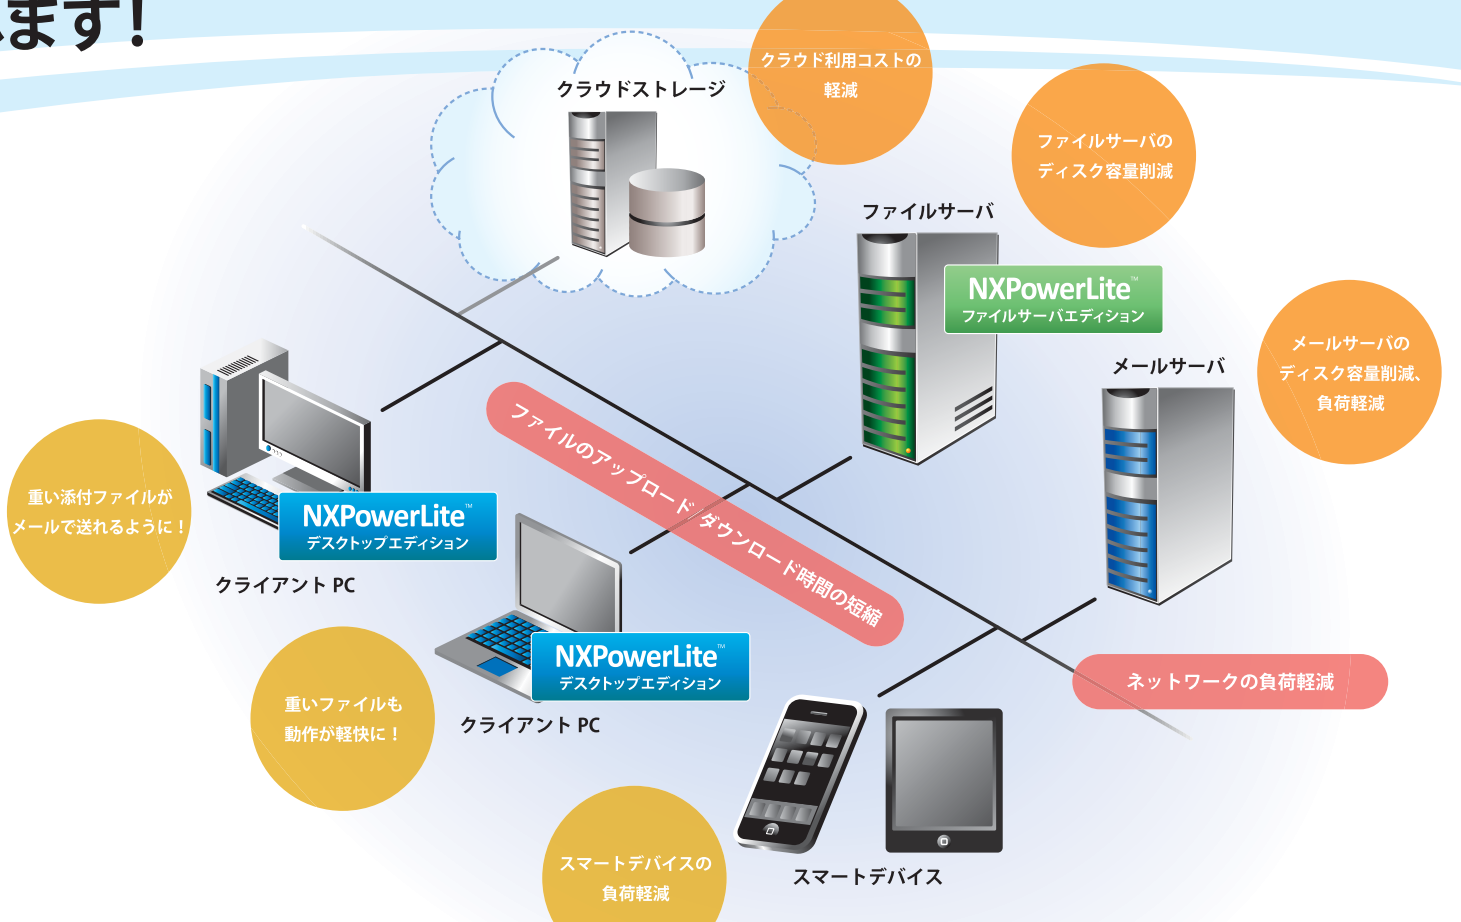 ます！
クラウド利用コストの
軽減
クラウドストレージ
ファイルサーバの
ディスク容量削減
ファイルサーバ
NXPowerLite™
ファイルサーバエディション
メールサーバの
ディスク容量削減、
負荷軽減
メールサーバ
ファイルのアップロード ダウンロード時間の短縮
重い添付ファイルが
メールで送れるように！
NXPowerLite™
デスクトップエディション
クライアント PC
NXPowerLite™
デスクトップエディション
クライアント PC
重いファイルも
動作が軽快に！
ネットワークの負荷軽減
スマートデバイスの
負荷軽減
スマートデバイス